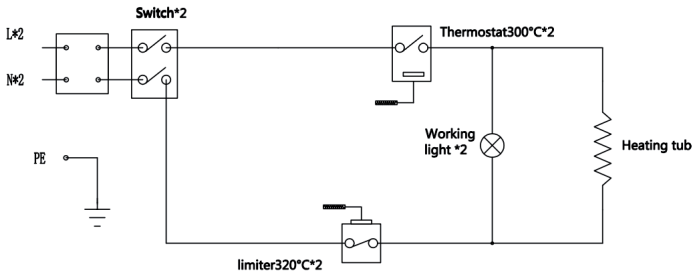 Switch*2
L*2
Thermostat300°C*2
N*2
Working
light *2
Heating tub
PE
limiter320°C*2